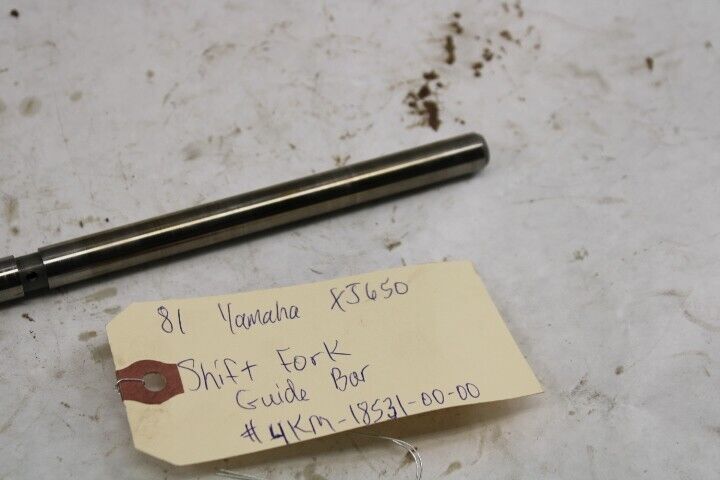 81 Yamaha XJ650
Shift Fork
Guide Bar
#4KM-18531-00-00